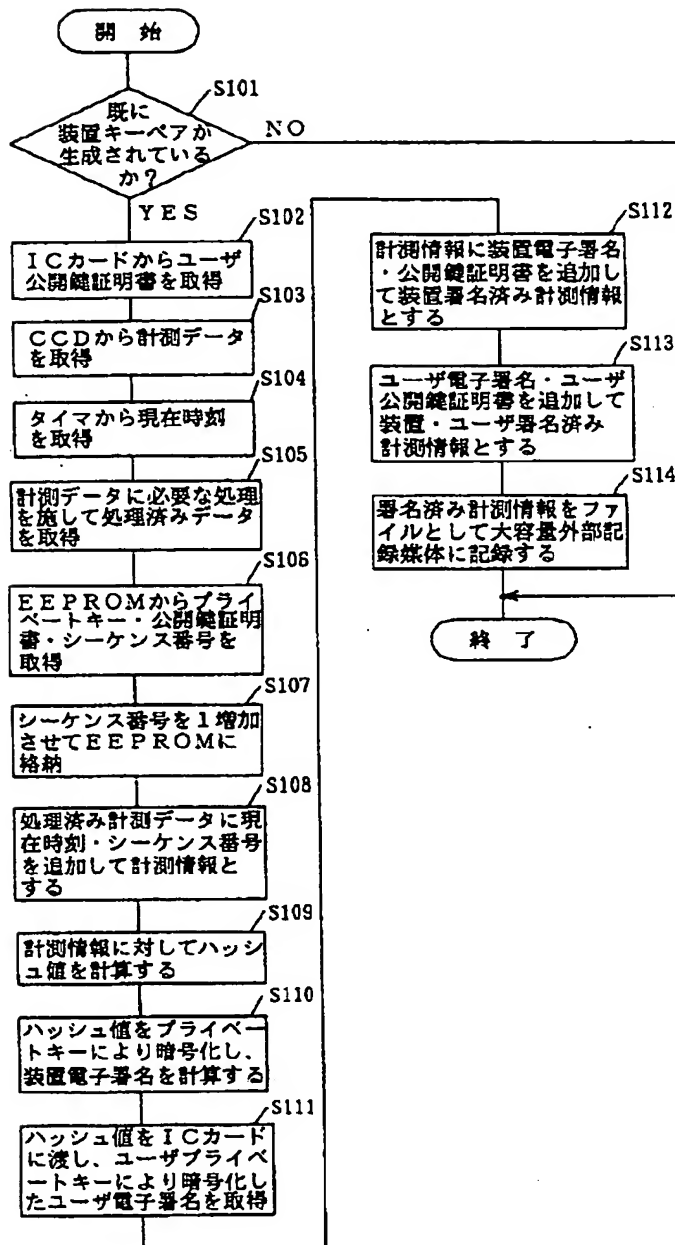 開 始
S101
既に
装置キーペアが
生成されている
か？
NO
YES
S102
ICカードからユーザ
公開鍵証明書を取得
S103
CCDから計測データ
を取得
S104
タイマから現在時刻
を取得
S105
計測データに必要な処理
を施して処理済みデータ
を取得
S106
EEPROMからプライ
ベートキー・公開鍵証明
書・シーケンス番号を
取得
S107
シーケンス番号を1増加
させてEEPROMに
格納
S108
処理済み計測データに現
在時刻・シーケンス番号
を追加して計測情報と
する
S109
計測情報に対してハッシ
ュ値を計算する
S110
ハッシュ値をプライベー
トキーにより暗号化し、
装置電子署名を計算する
S111
ハッシュ値をICカード
に渡し、ユーザプライベ
ートキーにより暗号化し
たユーザ電子署名を取得
S112
計測情報に装置電子署名
・公開鍵証明書を追加し
て装置署名済み計測情報
とする
S113
ユーザ電子署名・ユーザ
公開鍵証明書を追加して
装置・ユーザ署名済み
計測情報とする
S114
署名済み計測情報をファ
イルとして大容量外部記
録媒体に記録する
終 了